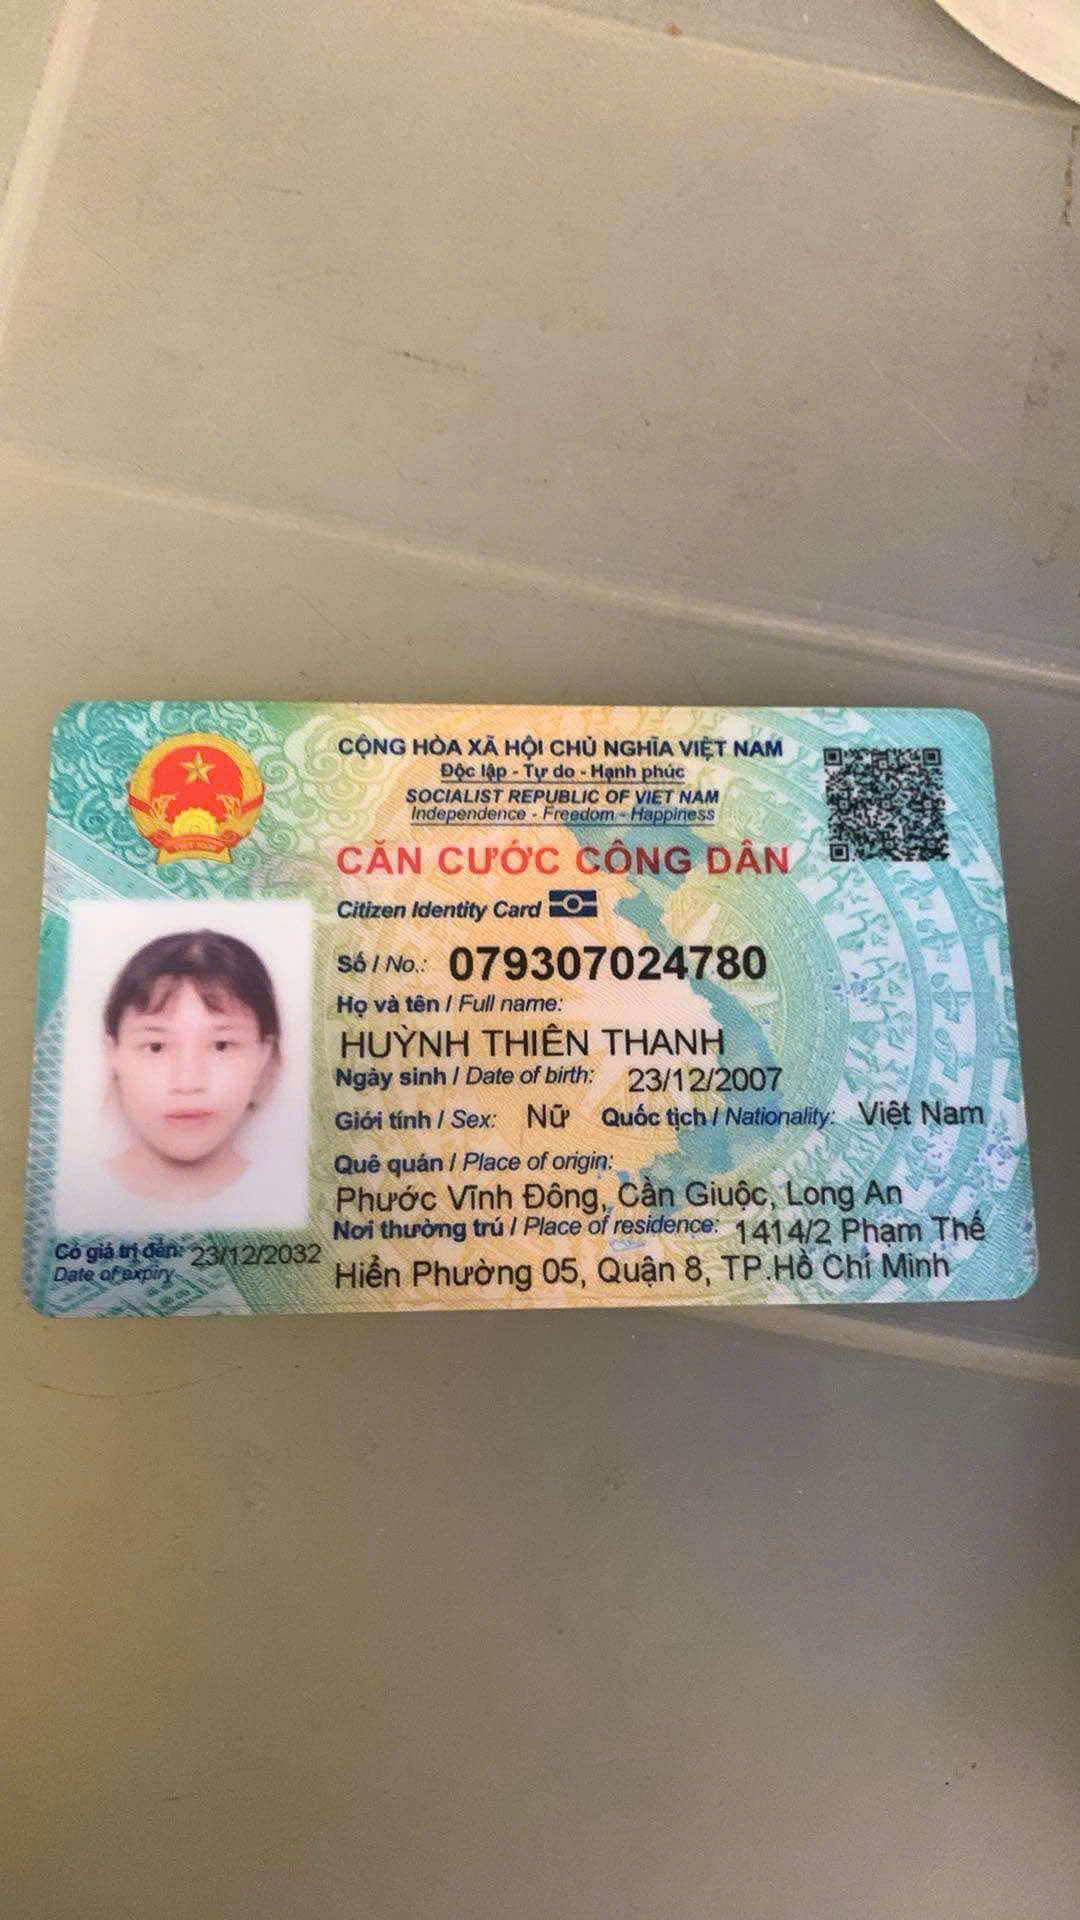 CỘNG HÒA XÃ HỘI CHỦ NGHĨA VIỆT NAM
Độc lập - Tự do - Hạnh phúc
SOCIALIST REPUBLIC OF VIET NAM
Independence - Freedom - Happiness
CĂN CƯỚC CÔNG DÂN
Citizen Identity Card
Số / No.: 079307024780
Họ và tên / Full name:
HUỲNH THIÊN THANH
Ngày sinh / Date of birth: 23/12/2007
Giới tính / Sex: Nữ Quốc tịch / Nationality: Việt Nam
Quê quán / Place of origin:
Phước Vĩnh Đông, Cần Giuộc, Long An
Nơi thường trú / Place of residence: 1414/2 Phạm Thế
Hiển Phường 05, Quận 8, TP.Hồ Chí Minh
Có giá trị đến: 23/12/2032
Date of expiry